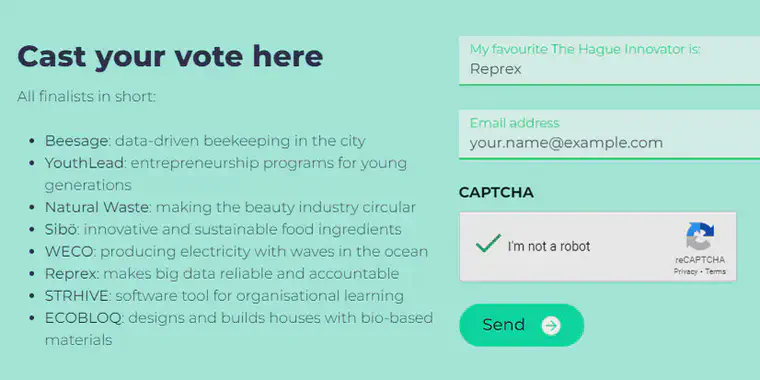 Cast your vote here
All finalists in short:
• Beesage: data-driven beekeeping in the city
• YouthLead: entrepreneurship programs for young
generations
• Natural Waste: making the beauty industry circular
• Sibö: innovative and sustainable food ingredients
• WECO: producing electricity with waves in the ocean
• Reprex: makes big data reliable and accountable
• STRHIVE: software tool for organisational learning
• ECOBLOQ: designs and builds houses with bio-based
materials
My favourite The Hague Innovator is:
Reprex
Email address
your.name@example.com
CAPTCHA
I'm not a robot
reCAPTCHA
Privacy • Terms
Send